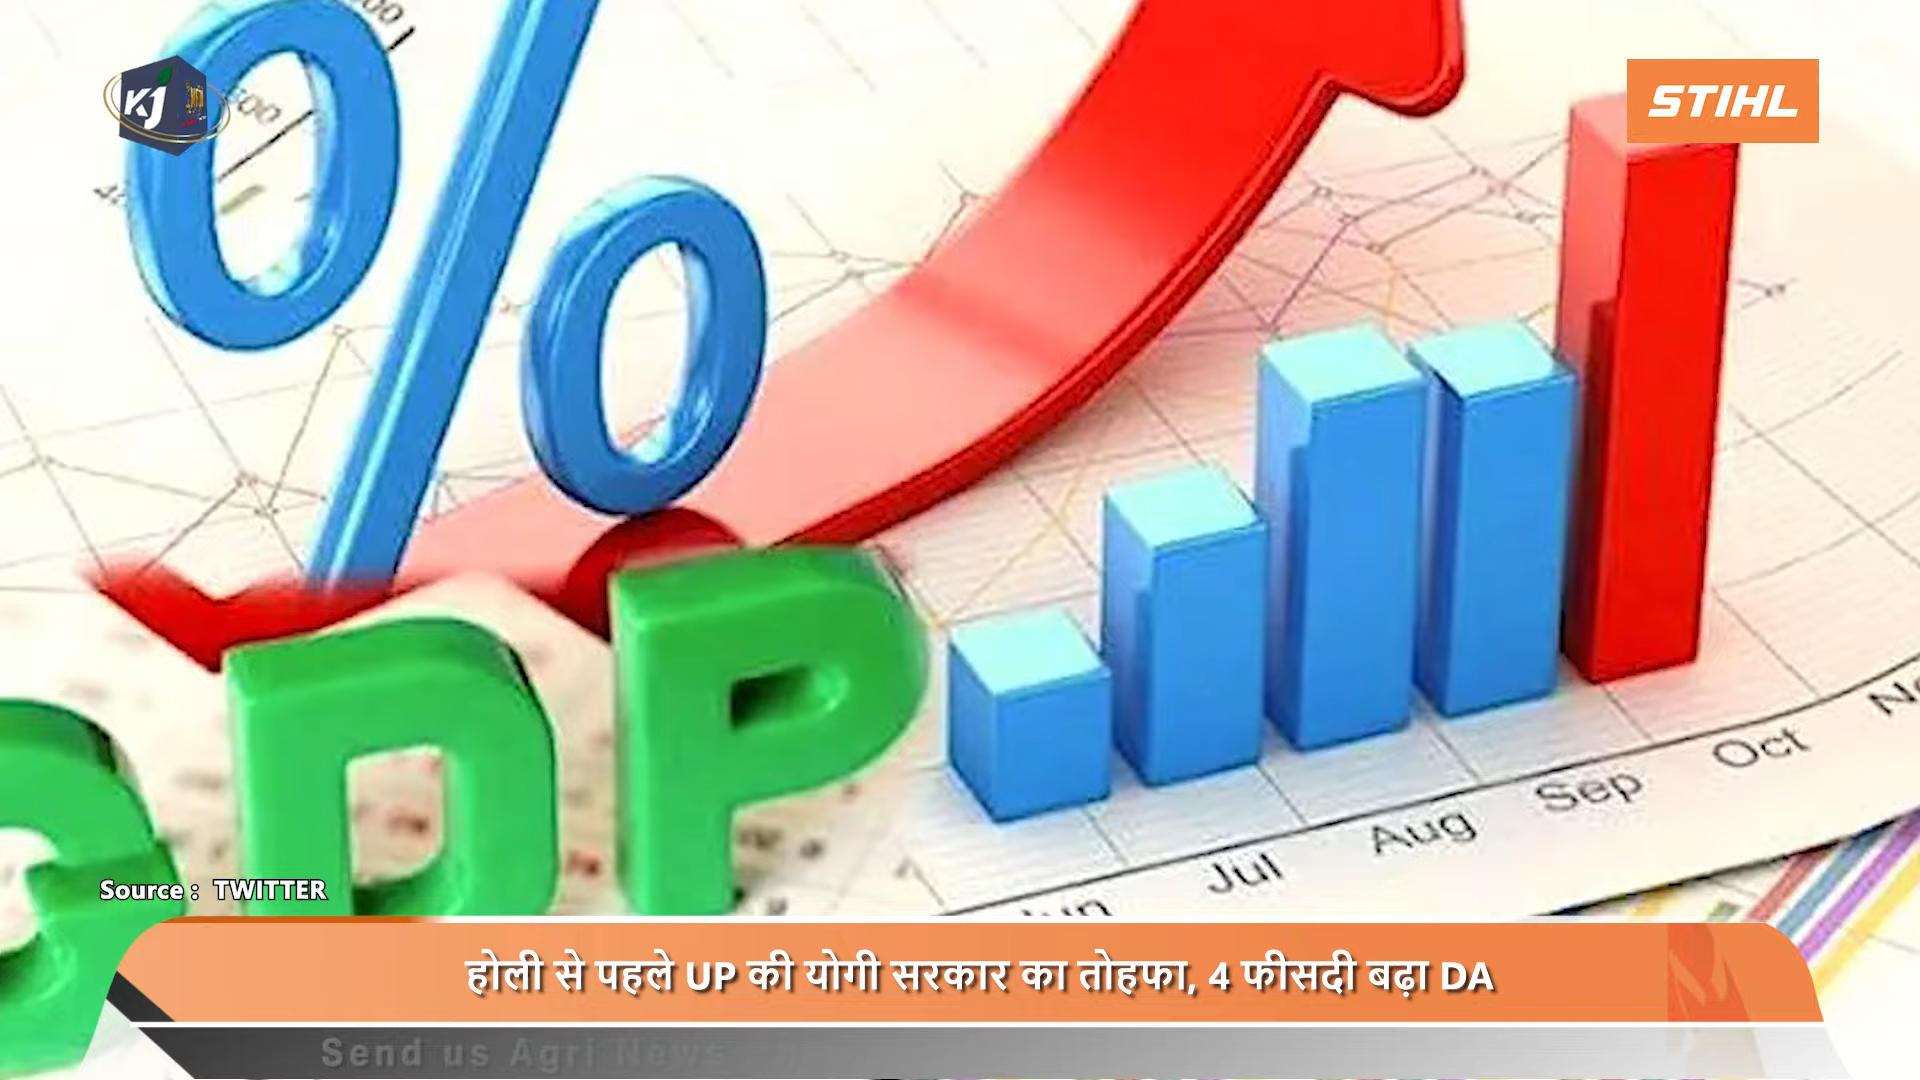 KJ
STIHL
%
GDP
Jul
Aug
Sep
Oct
Source : TWITTER
होली से पहले UP की योगी सरकार का तोहफा, 4 फीसदी बढ़ा DA
Send us Agri News